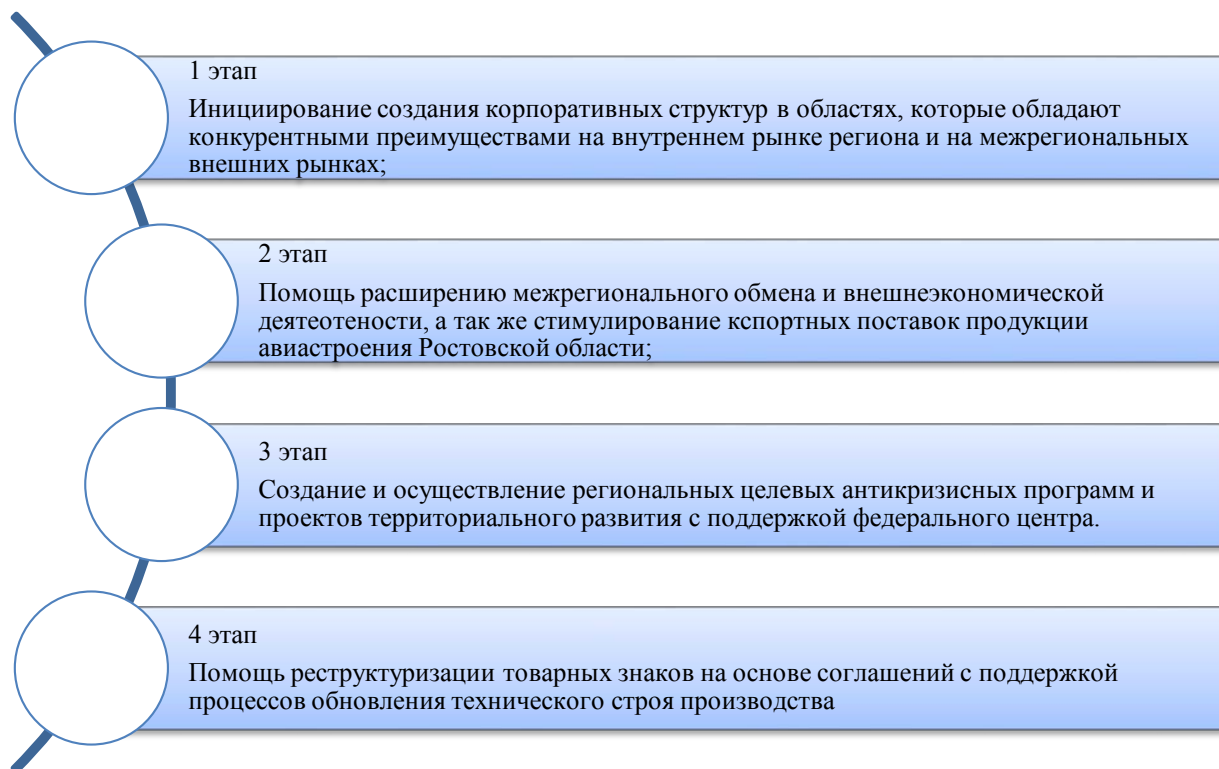 1 этап
Инициирование создания корпоративных структур в областях, которые обладают
конкурентными преимуществами на внутреннем рынке региона и на межрегиональных
внешних рынках;
2 этап
Помощь расширению межрегионального обмена и внешнеэкономической
деятеотености, а так же стимулирование кспортных поставок продукции
авиастроения Ростовской области;
3 этап
Создание и осуществление региональных целевых антикризисных программ и
проектов территориального развития с поддержкой федерального центра.
4 этап
Помощь реструктуризации товарных знаков на основе соглашений с поддержкой
процессов обновления технического строя производства